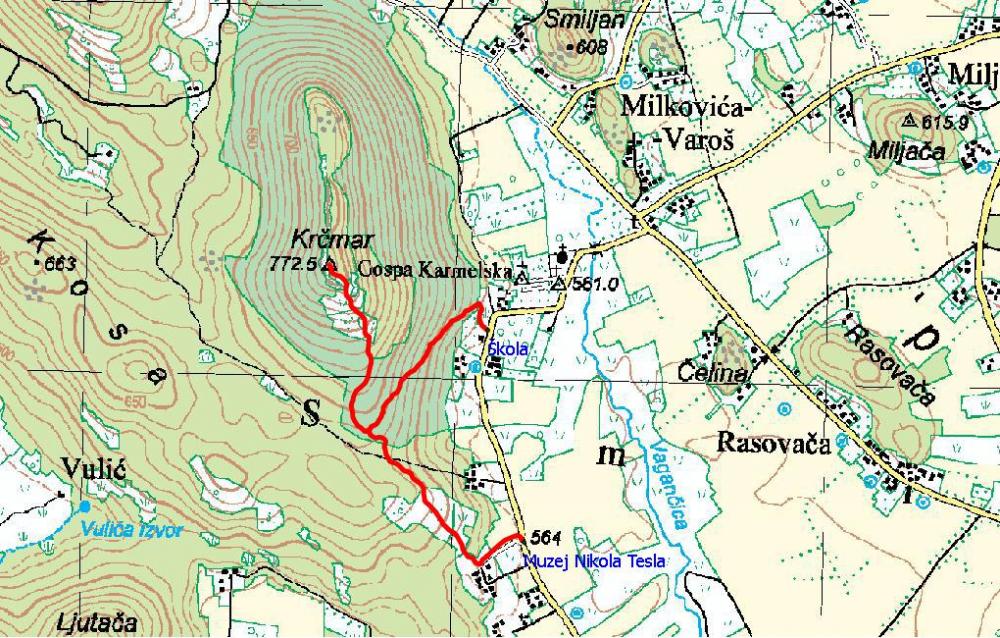 Smiljan
608
Milj
Milkovića-
-Varoš
615.9
Miljača
Krčmar
772.5
Gospa Karmelska
561.0
663
K
o
s
a
Škola
Čelina
Rasovača
p
S
m
Rasovača
Vagančica
Vulić
Vulića izvor
564
Muzej Nikola Tesla
Ljutača
650